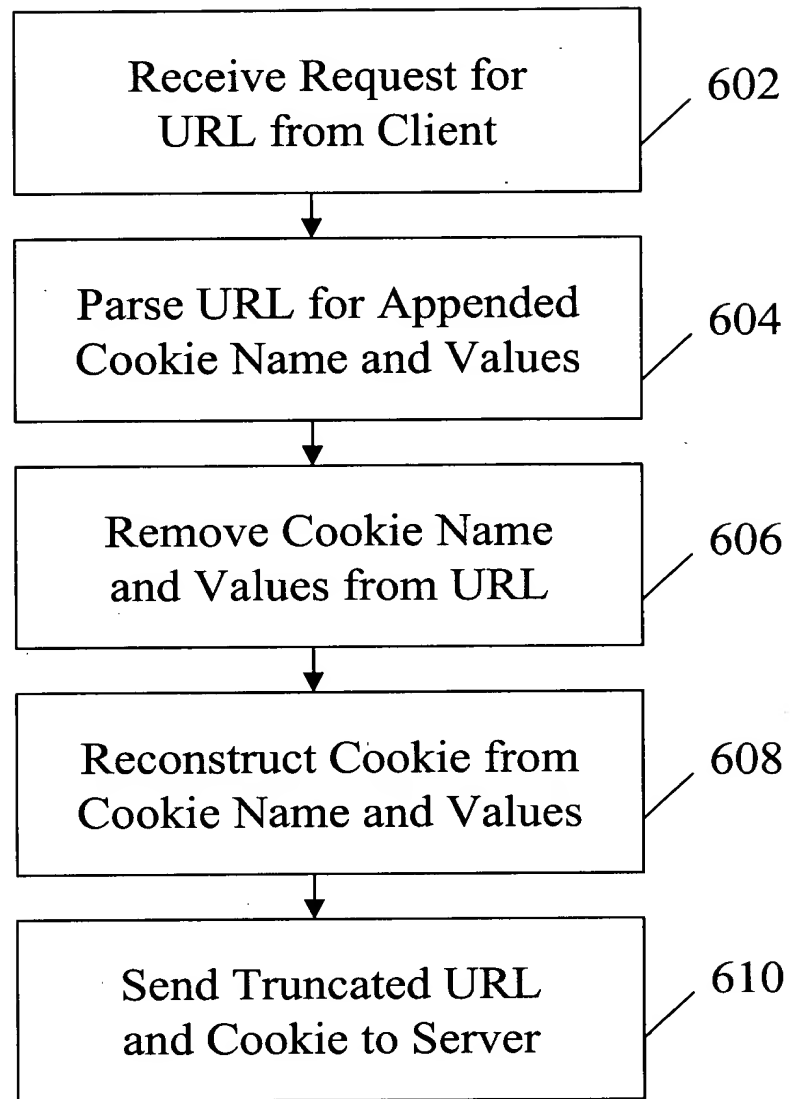 Receive Request for
URL from Client
602
Parse URL for Appended
Cookie Name and Values
604
Remove Cookie Name
and Values from URL
606
Reconstruct Cookie from
Cookie Name and Values
608
Send Truncated URL
and Cookie to Server
610